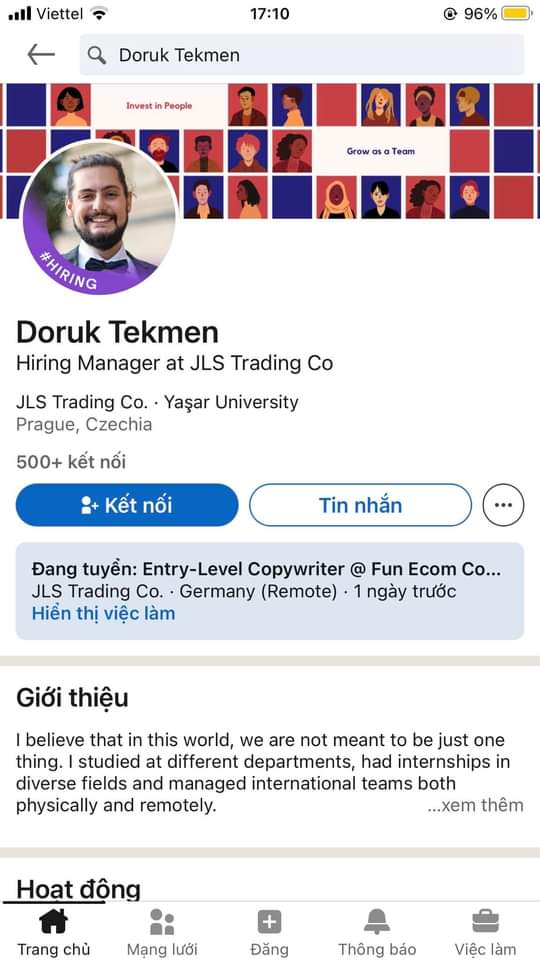 Viettel
17:10
96%
Doruk Tekmen
Invest in People
Grow as a Team
#HIRING
Doruk Tekmen
Hiring Manager at JLS Trading Co
JLS Trading Co. · Yaşar University
Prague, Czechia
500+ kết nối
Kết nối
Tin nhắn
Đang tuyển: Entry-Level Copywriter @ Fun Ecom Co...
JLS Trading Co. · Germany (Remote) · 1 ngày trước
Hiển thị việc làm
Giới thiệu
I believe that in this world, we are not meant to be just one
thing. I studied at different departments, had internships in
diverse fields and managed international teams both
physically and remotely.
...xem thêm
Hoạt động
Trang chủ
Mạng lưới
Đăng
Thông báo
Việc làm